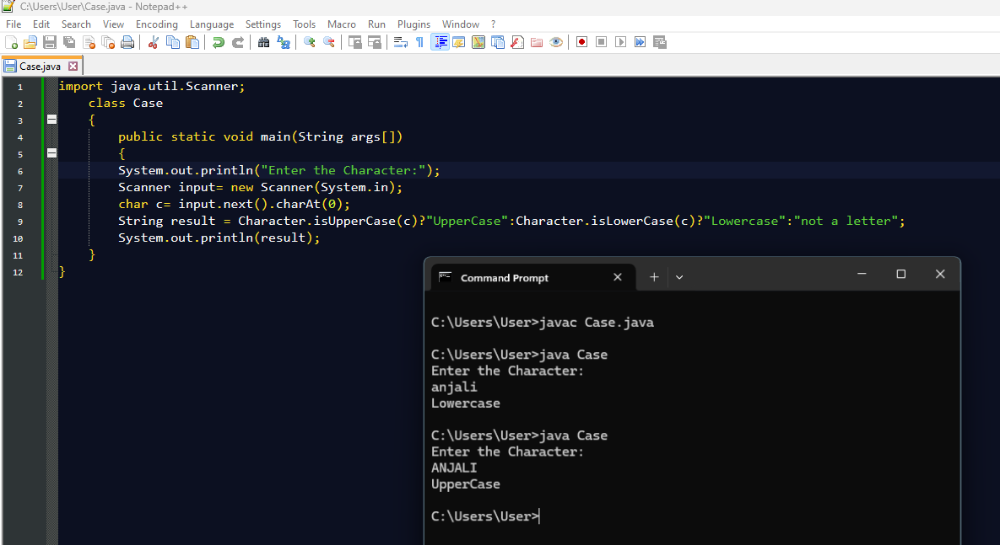 C:\Users\User\Case.java - Notepad++
File Edit Search View Encoding Language Settings Tools Macro Run Plugins Window ?
Case.java
1 import java.util.Scanner;
2 class Case
3 {
4 public static void main(String args[])
5 {
6 System.out.println("Enter the Character:");
7 Scanner input= new Scanner(System.in);
8 char c= input.next().charAt(0);
9 String result = Character.isUpperCase(c)?"UpperCase":Character.isLowerCase(c)?"Lowercase":"not a letter";
10 System.out.println(result);
11 }
12 }
Command Prompt
C:\Users\User>javac Case.java
C:\Users\User>java Case
Enter the Character:
anjali
Lowercase
C:\Users\User>java Case
Enter the Character:
ANJALI
UpperCase
C:\Users\User>